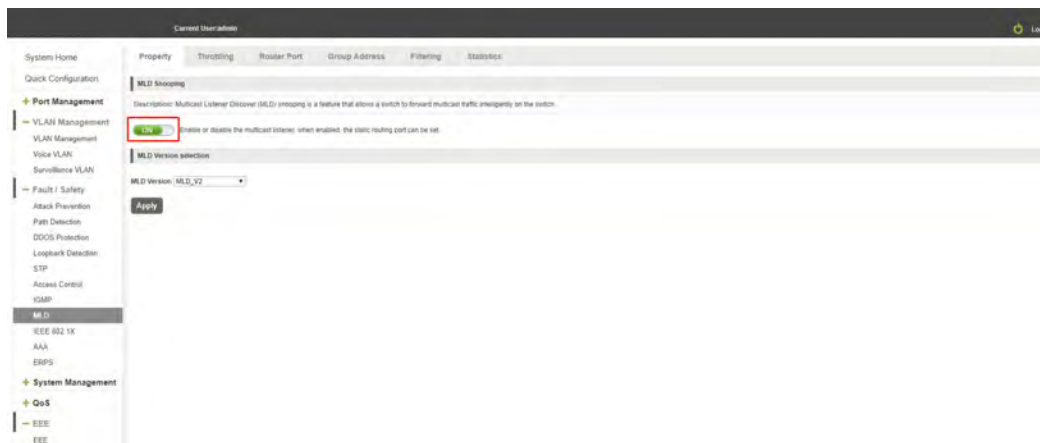 Current User:admin
Lo
System Home
Quick Configuration
+ Port Management
− VLAN Management
VLAN Management
Voice VLAN
Surveillance VLAN
− Fault / Safety
Attack Prevention
Path Detection
DDOS Protection
Loopback Detection
STP
Access Control
IGMP
MLD
IEEE 802.1X
AAA
ERPS
+ System Management
+ QoS
− EEE
EEE
Property Throttling Router Port Group Address Filtering Statistics
MLD Snooping
Description: Multicast Listener Discover (MLD) snooping is a feature that allows a switch to forward multicast traffic intelligently on the switch.
ON Enable or disable the multicast listener, when enabled, the static routing port can be set.
MLD Version selection
MLD Version MLD_V2
Apply